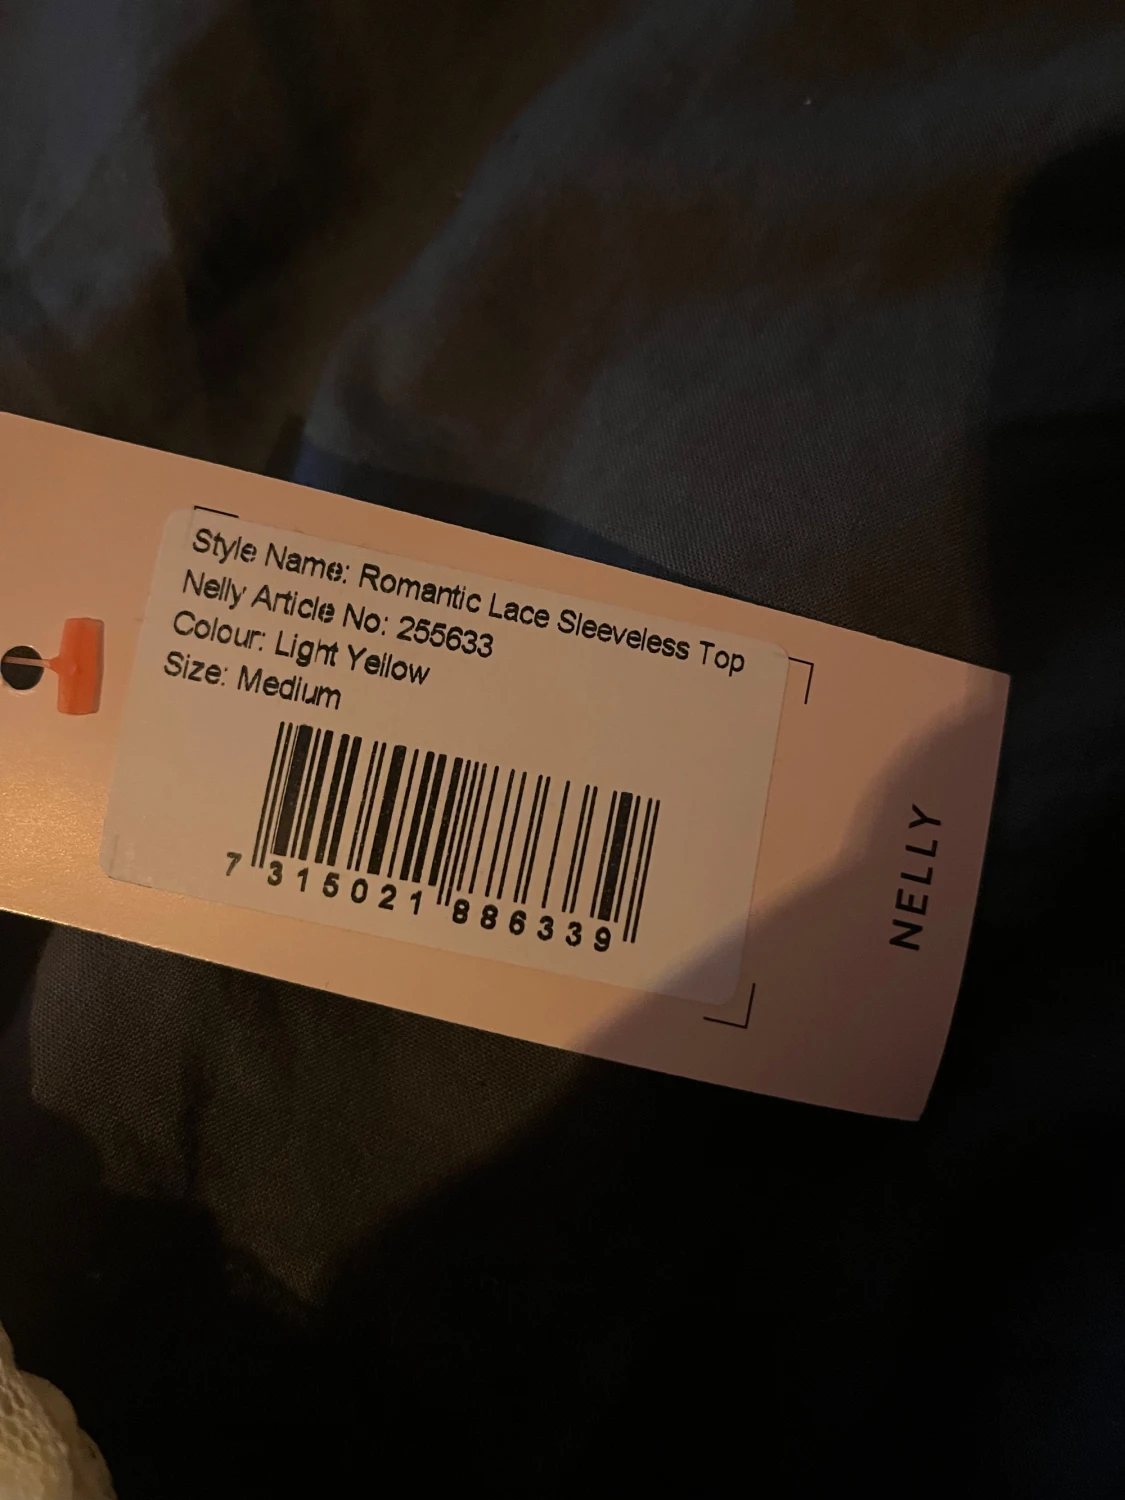 Style Name: Romantic Lace Sleeveless Top
Nelly Article No: 255633
Colour: Light Yellow
Size: Medium
7 315021 886339
NELLY